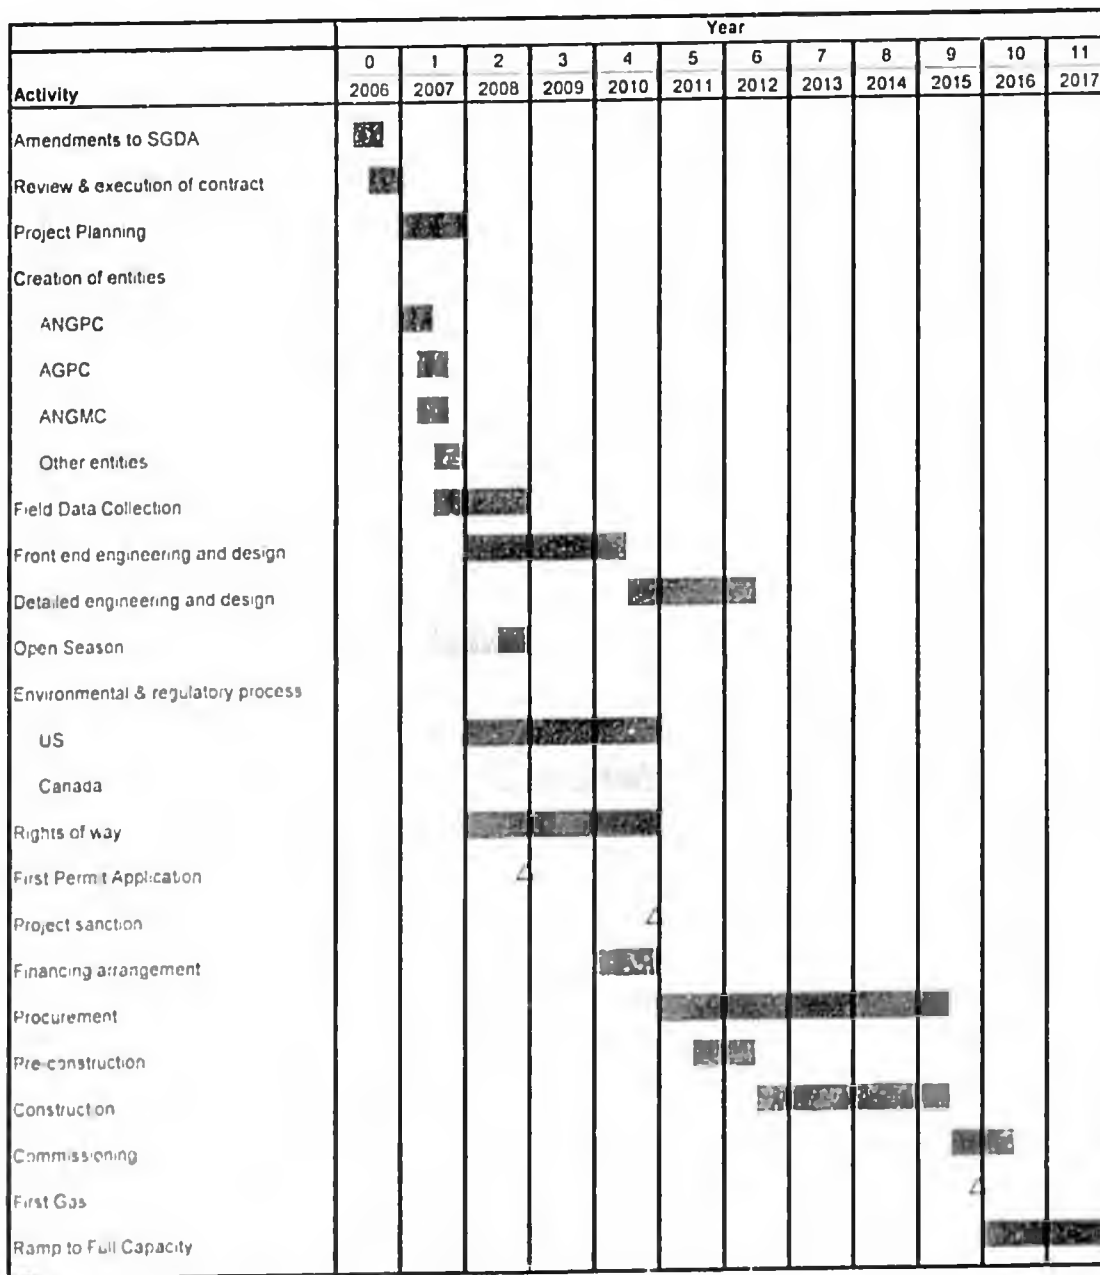 Year
0 1 2 3 4 5 6 7 8 9 10 11
Activity 2006 2007 2008 2009 2010 2011 2012 2013 2014 2015 2016 2017
Amendments to SGDA
Review & execution of contract
Project Planning
Creation of entities
ANGPC
AGPC
ANGMC
Other entities
Field Data Collection
Front end engineering and design
Detailed engineering and design
Open Season
Environmental & regulatory process
US
Canada
Rights of way
First Permit Application
Project sanction
Financing arrangement
Procurement
Pre-construction
Construction
Commissioning
First Gas
Ramp to Full Capacity